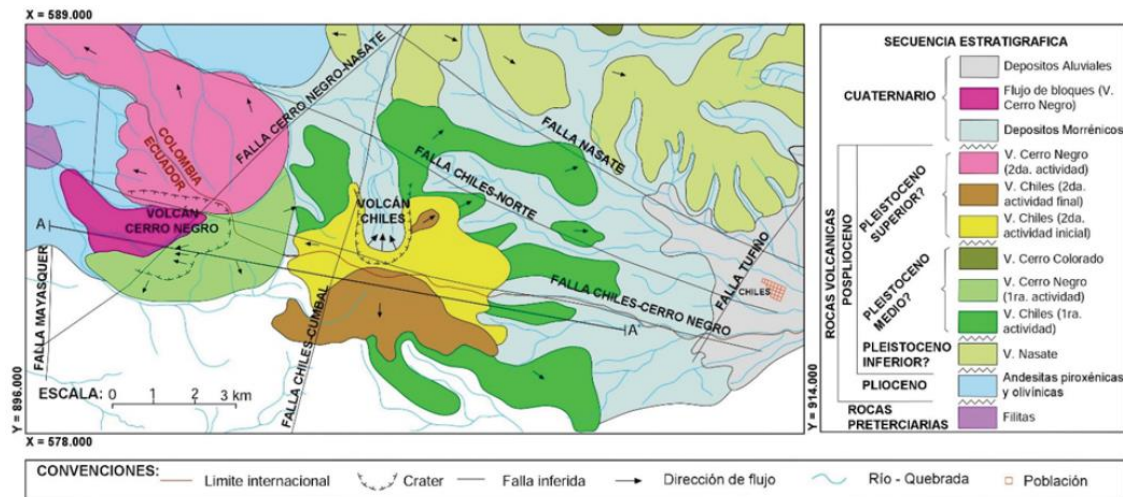 X = 589.000
FALLA CERRO NEGRO-NASATE
COLOMBIA
ECUADOR
FALLA NASATE
FALLA CHILES-NORTE
VOLCÁN
CHILES
VOLCÁN
CERRO NEGRO
A
FALLA MAYASQUER
FALLA CHILES-CUMBAL
FALLA TUFIÑO
CHILES
FALLA CHILES-CERRO NEGRO
A'
ESCALA: 0 1 2 3 km
Y = 896.000
Y = 914.000
X = 578.000
SECUENCIA ESTRATIGRAFICA
CUATERNARIO
Depositos Aluviales
Flujo de bloques (V.
Cerro Negro)
Depositos Morrénicos
ROCAS VOLCANICAS
POSPLIOCENO
PLEISTOCENO
SUPERIOR?
V. Cerro Negro
(2da. actividad)
V. Chiles (2da.
actividad final)
V. Chiles (2da.
actividad inicial)
PLEISTOCENO
MEDIO?
V. Cerro Colorado
V. Cerro Negro
(1ra. actividad)
V. Chiles (1ra.
actividad)
PLEISTOCENO
INFERIOR?
V. Nasate
PLIOCENO
Andesitas piroxénicas
y olivínicas
ROCAS
PRETERCIARIAS
Filitas
CONVENCIONES:
Limite internacional
Crater
Falla inferida
Dirección de flujo
Río - Quebrada
Población